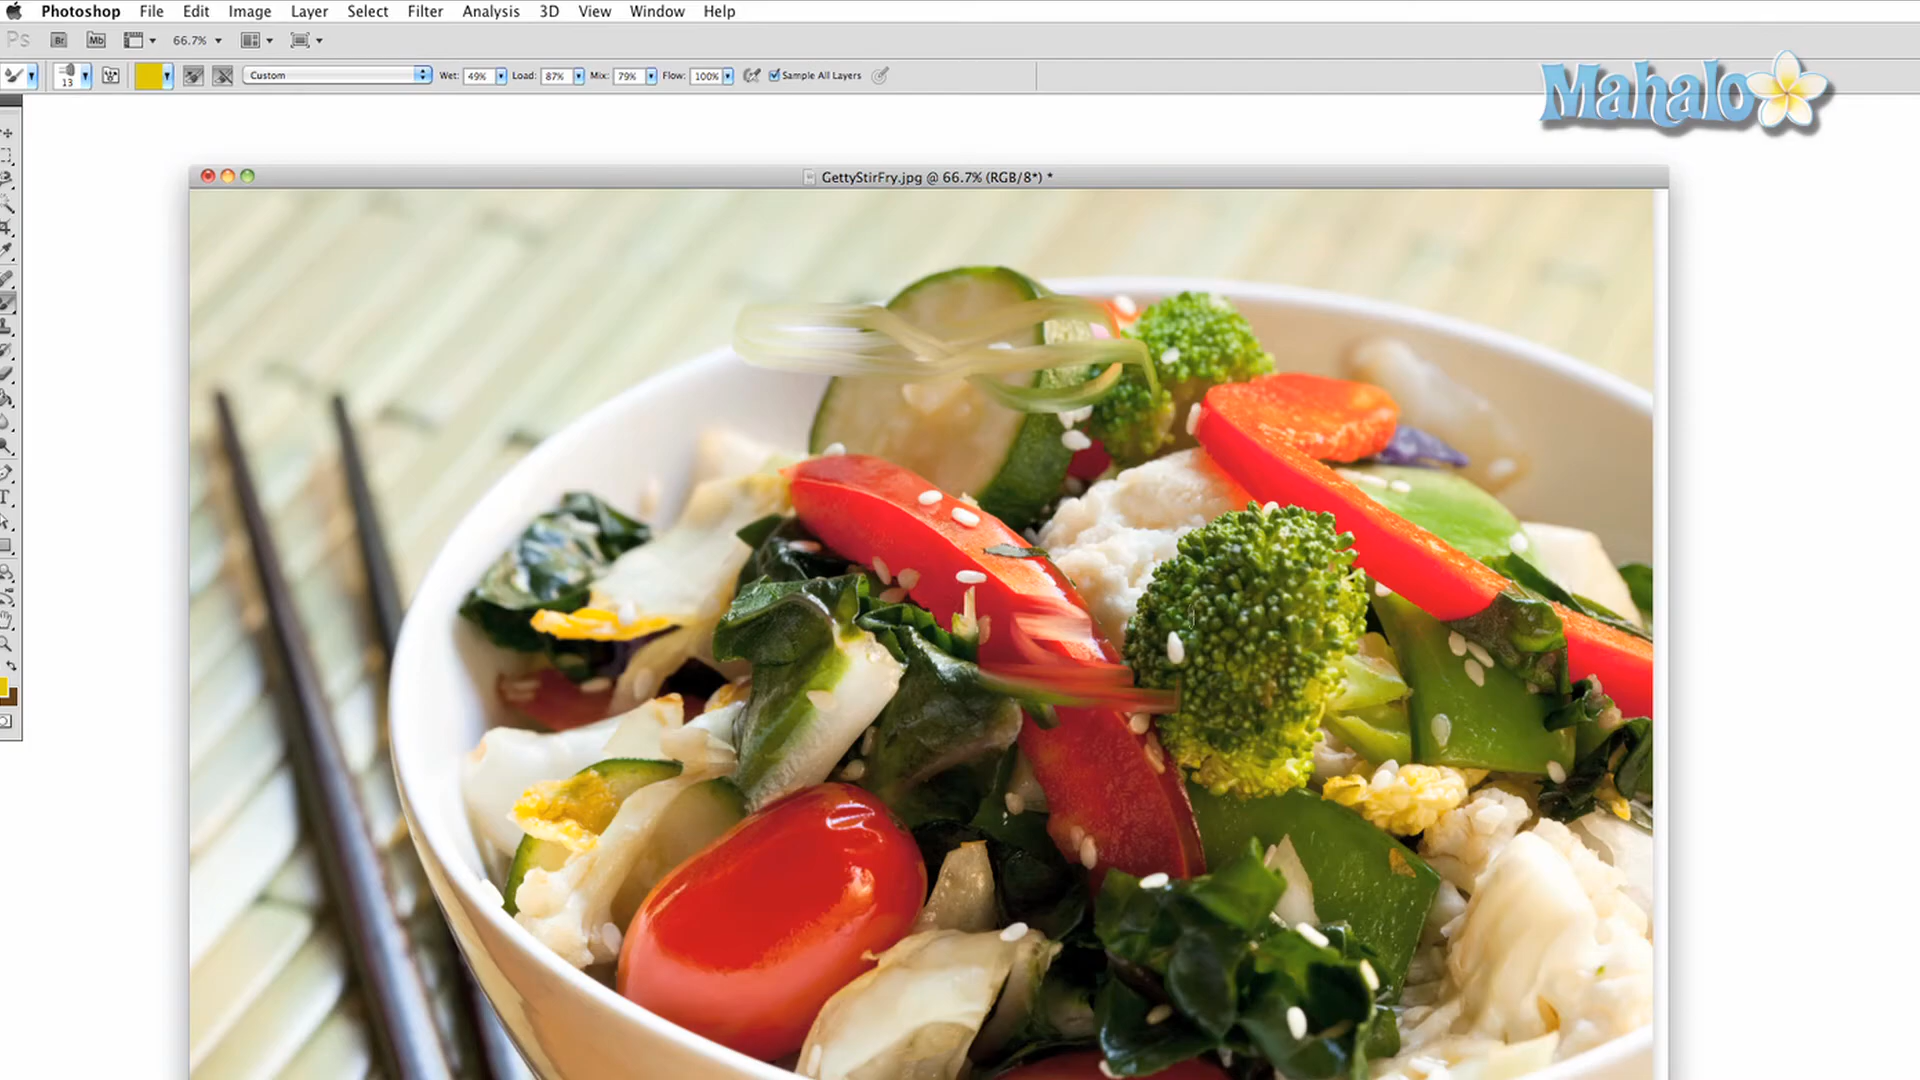 Photoshop File Edit Image Layer Select Filter Analysis 3D View Window Help
Ps Br Mb 66.7%
13 Custom Wet: 49% Load: 87% Mix: 79% Flow: 100% Sample All Layers
Mahalo
GettyStirFry.jpg @ 66.7% (RGB/8*) *
T